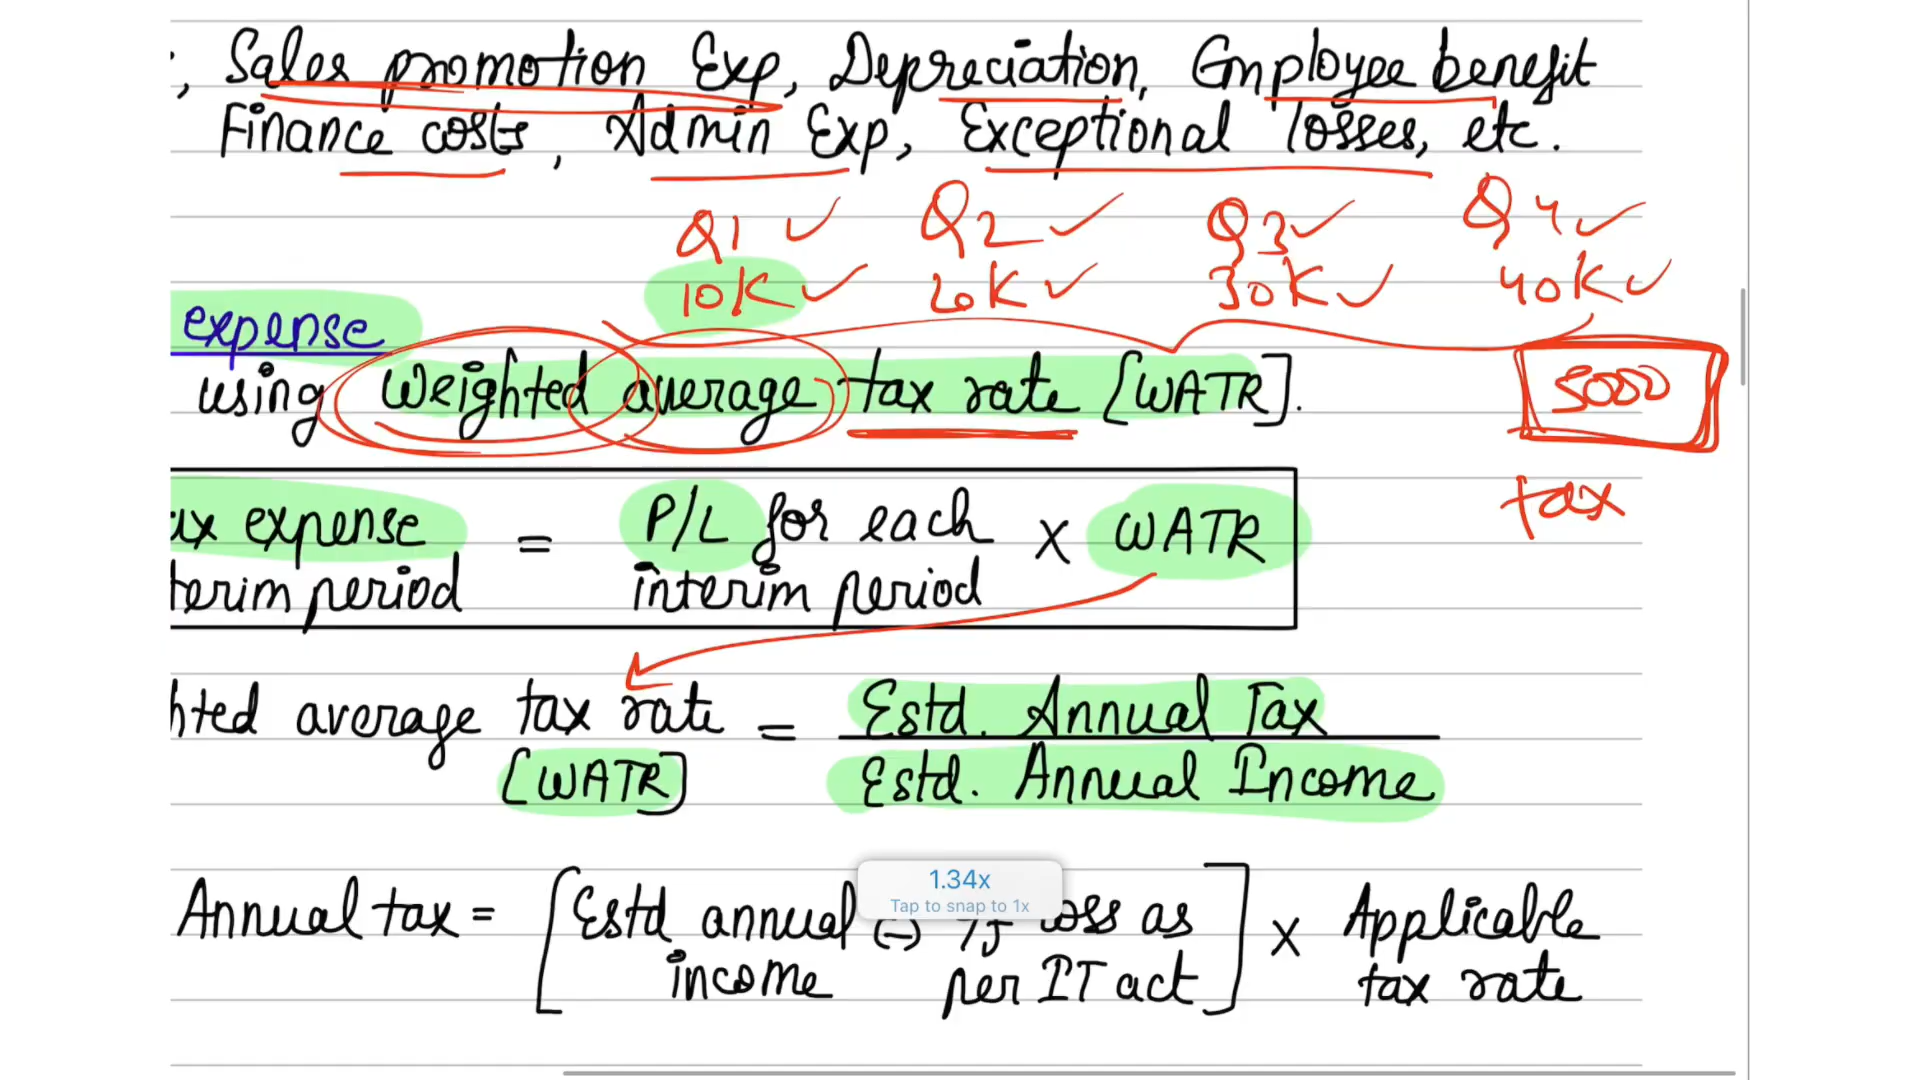 , Sales promotion Exp, Depreciation, Employee benefit
Finance costs, Admin Exp, Exceptional losses, etc.
Q1 Q2 Q3 Q4
10K 20K 30K 40K
expense
using Weighted average tax rate [WATR].
5000
tax
ax expense = P/L for each × WATR
terim period interim period
hted average tax rate = Estd. Annual Tax
[WATR] Estd. Annual Income
1.34x
Tap to snap to 1x
Annual tax = [Estd annual (-) loss as] × Applicable
income per IT act tax rate